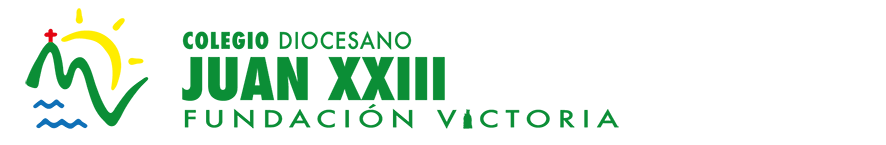 COLEGIO DIOCESANO
JUAN XXIII
FUNDACIÓN VICTORIA